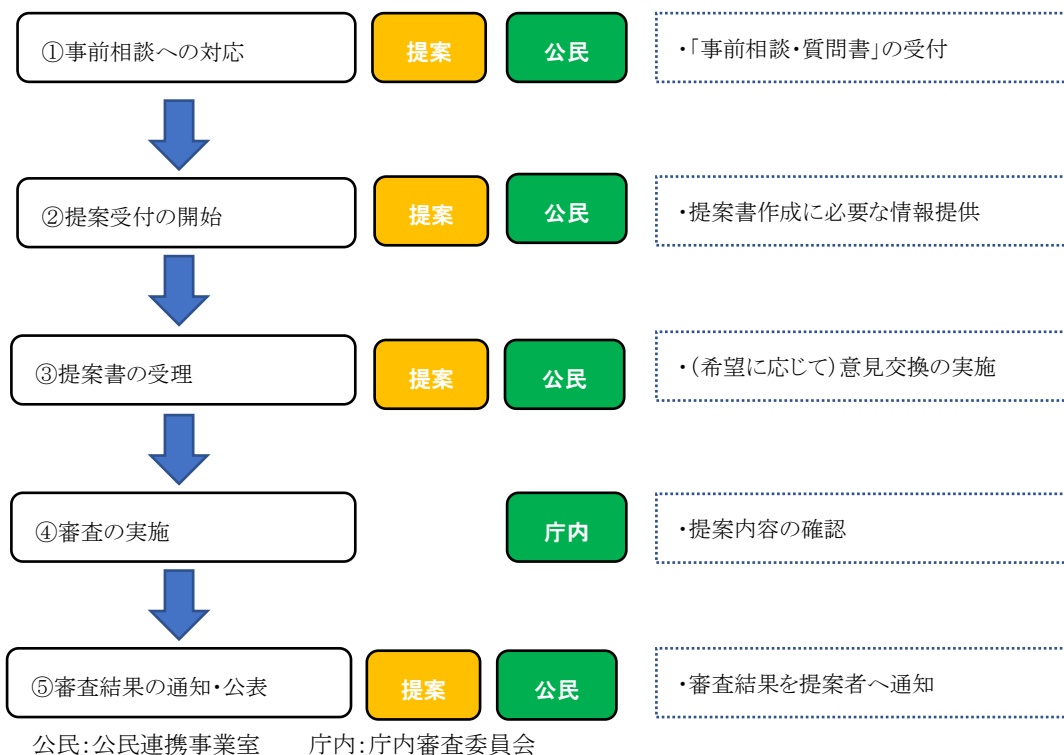 ①事前相談への対応 提案 公民 ・「事前相談・質問書」の受付
②提案受付の開始 提案 公民 ・提案書作成に必要な情報提供
③提案書の受理 提案 公民 ・(希望に応じて)意見交換の実施
④審査の実施 庁内 ・提案内容の確認
⑤審査結果の通知・公表 提案 公民 ・審査結果を提案者へ通知
公民:公民連携事業室 庁内:庁内審査委員会